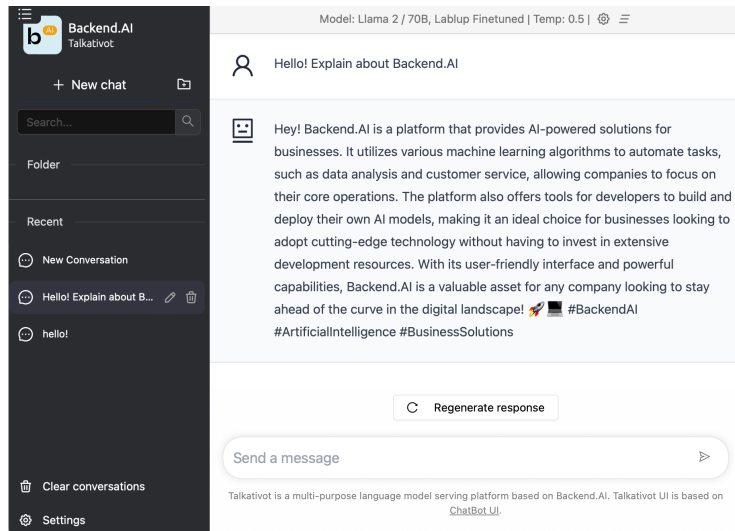 Backend.AI
Talkativot
New chat
Search...
Folder
Recent
New Conversation
Hello! Explain about B...
hello!
Clear conversations
Settings
Model: Llama 2 / 70B, Lablup Finetuned | Temp: 0.5 |
Hello! Explain about Backend.AI
Hey! Backend.AI is a platform that provides AI-powered solutions for
businesses. It utilizes various machine learning algorithms to automate tasks,
such as data analysis and customer service, allowing companies to focus on
their core operations. The platform also offers tools for developers to build and
deploy their own AI models, making it an ideal choice for businesses looking to
adopt cutting-edge technology without having to invest in extensive
development resources. With its user-friendly interface and powerful
capabilities, Backend.AI is a valuable asset for any company looking to stay
ahead of the curve in the digital landscape! 🚀 💻 #BackendAI
#ArtificialIntelligence #BusinessSolutions
Regenerate response
Send a message
Talkativot is a multi-purpose language model serving platform based on Backend.AI. Talkativot UI is based on
ChatBot UI.